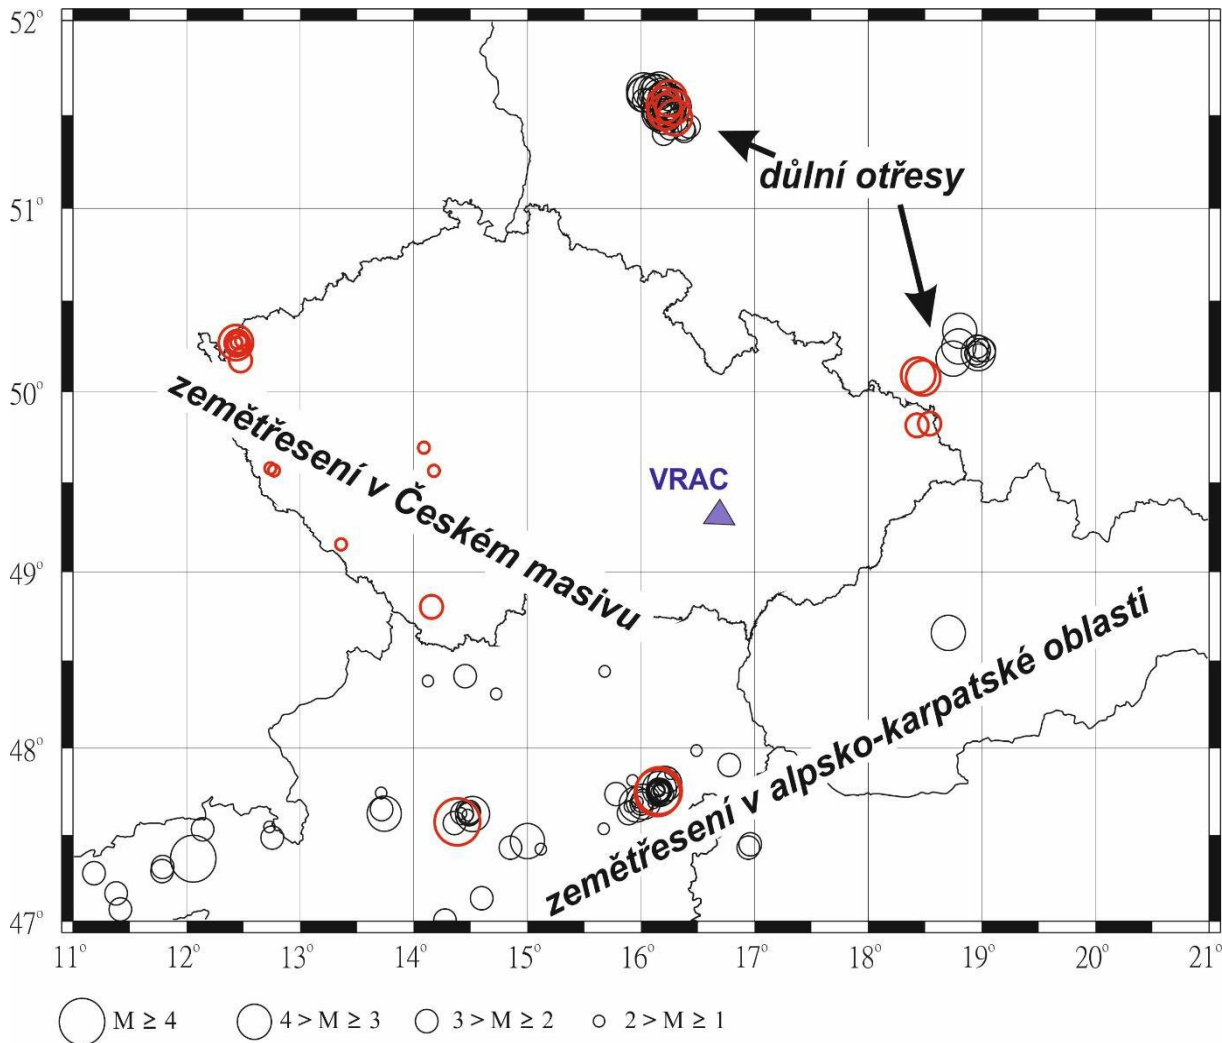 52°
důlní otřesy
51°
50°
zemětřesení v Českém masivu
VRAC
49°
zemětřesení v alpsko-karpatské oblasti
48°
47°
11° 12° 13° 14° 15° 16° 17° 18° 19° 20° 21°
M ≥ 4 4 > M ≥ 3 3 > M ≥ 2 2 > M ≥ 1